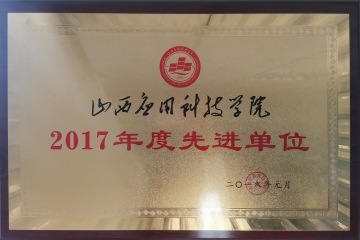 山西应用科技学院
2017年度先进单位
二〇一八年元月